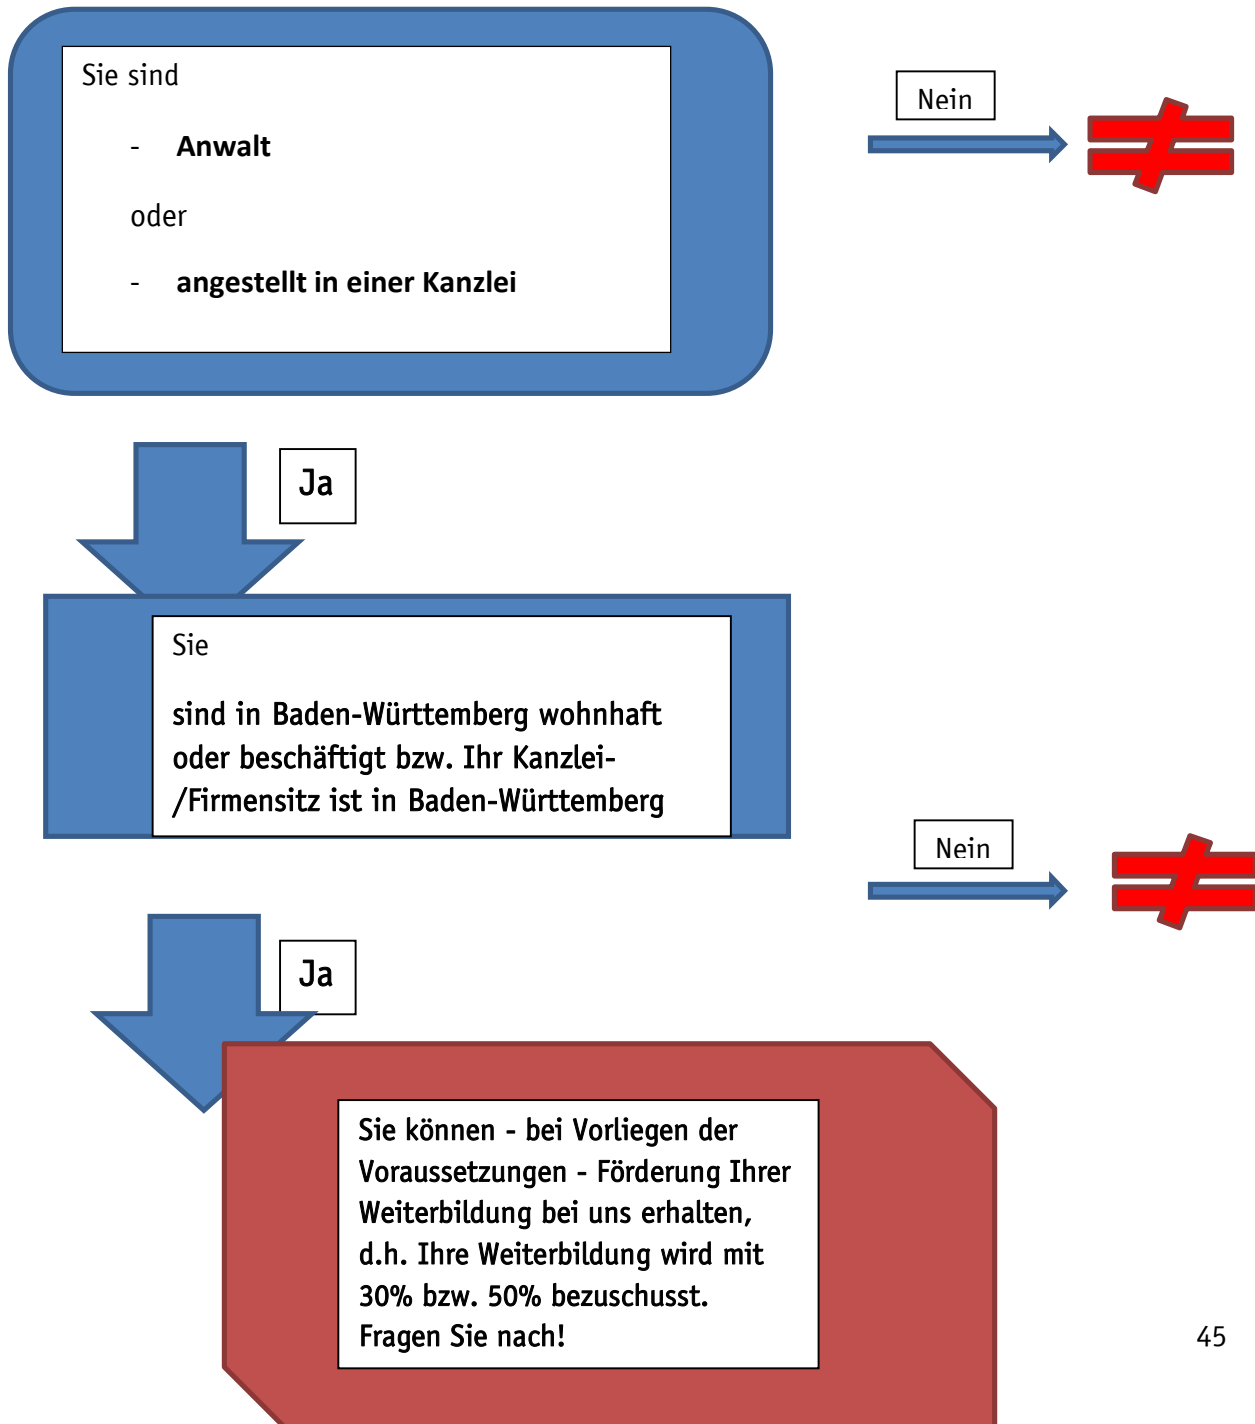 Sie sind
- Anwalt
oder
- angestellt in einer Kanzlei
Nein
Ja
Sie
sind in Baden-Württemberg wohnhaft
oder beschäftigt bzw. Ihr Kanzlei-
/Firmensitz ist in Baden-Württemberg
Nein
Ja
Sie können - bei Vorliegen der
Voraussetzungen - Förderung Ihrer
Weiterbildung bei uns erhalten,
d.h. Ihre Weiterbildung wird mit
30% bzw. 50% bezuschusst.
Fragen Sie nach!
45